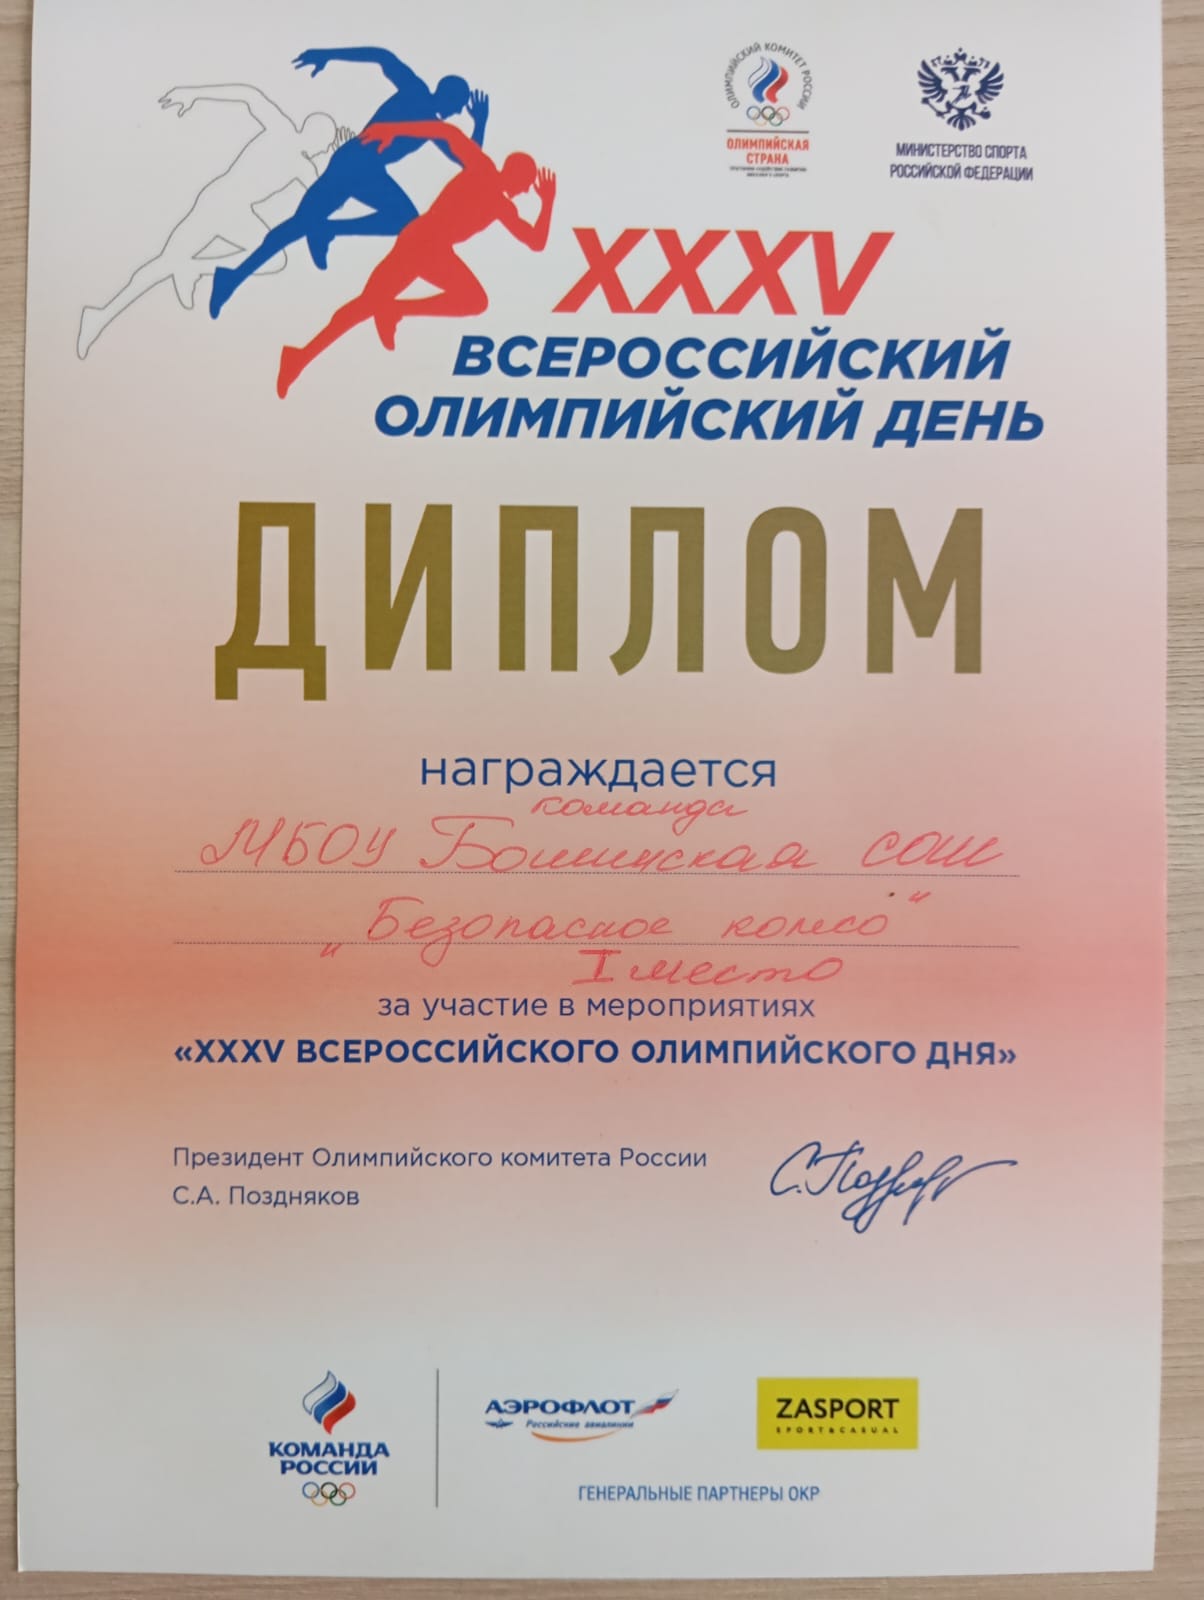 ОЛИМПИЙСКИЙ КОМИТЕТ РОССИИ
ОЛИМПИЙСКАЯ
СТРАНА
МИНИСТЕРСТВО СПОРТА
РОССИЙСКОЙ ФЕДЕРАЦИИ
XXXV
ВСЕРОССИЙСКИЙ
ОЛИМПИЙСКИЙ ДЕНЬ
ДИПЛОМ
награждается
команда
МБОУ СОШ
„Безопасное колесо"
I место
за участие в мероприятиях
«XXXV ВСЕРОССИЙСКОГО ОЛИМПИЙСКОГО ДНЯ»
Президент Олимпийского комитета России
С.А. Поздняков
КОМАНДА
РОССИИ
АЭРОФЛОТ
Российские авиалинии
ZASPORT
SPORT&CASUAL
ГЕНЕРАЛЬНЫЕ ПАРТНЕРЫ ОКР